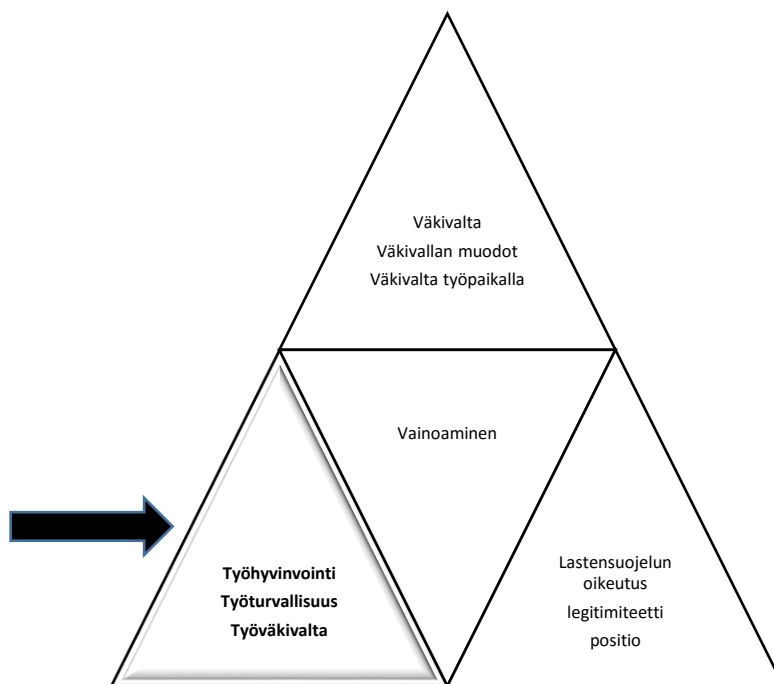 Väkivalta
Väkivallan muodot
Väkivalta työpaikalla
Vainoaminen
Työhyvinvointi
Työturvallisuus
Työväkivalta
Lastensuojelun
oikeutus
legitimiteetti
positio